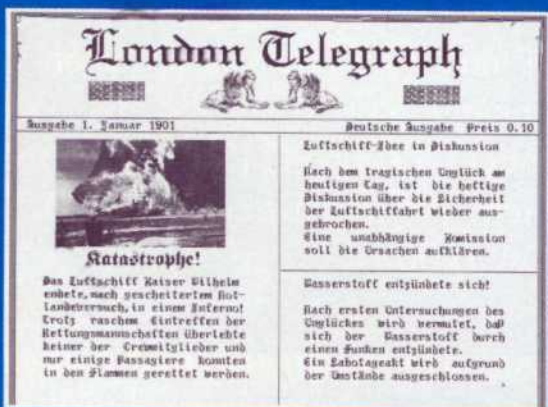 London Telegraph
Ausgabe 1. Januar 1901
Deutsche Ausgabe Preis 0.10
Katastrophe!
Das Luftschiff Kaiser Wilhelm
endete, nach gescheitertem Not-
landeversuch, in einem Inferno!
Trotz raschem Eintreffen der
Rettungsmannschaften überlebte
keiner der Crewmitglieder und
nur einige Passagiere konnten
in den Flammen gerettet werden.
Luftschiff-Idee in Diskussion
Nach dem tragischen Unglück am
heutigen Tag, ist die heftige
Diskussion über die Sicherheit
der Luftschiffahrt wieder aus-
gebrochen.
Eine unabhängige Komission
soll die Ursachen aufklären.
Wasserstoff entzündete sich!
Nach ersten Untersuchungen des
Unglückes wird vermutet, daß
sich der Wasserstoff durch
einen Funken entzündete.
Ein Sabotageakt wird aufgrund
der Umstände ausgeschlossen.